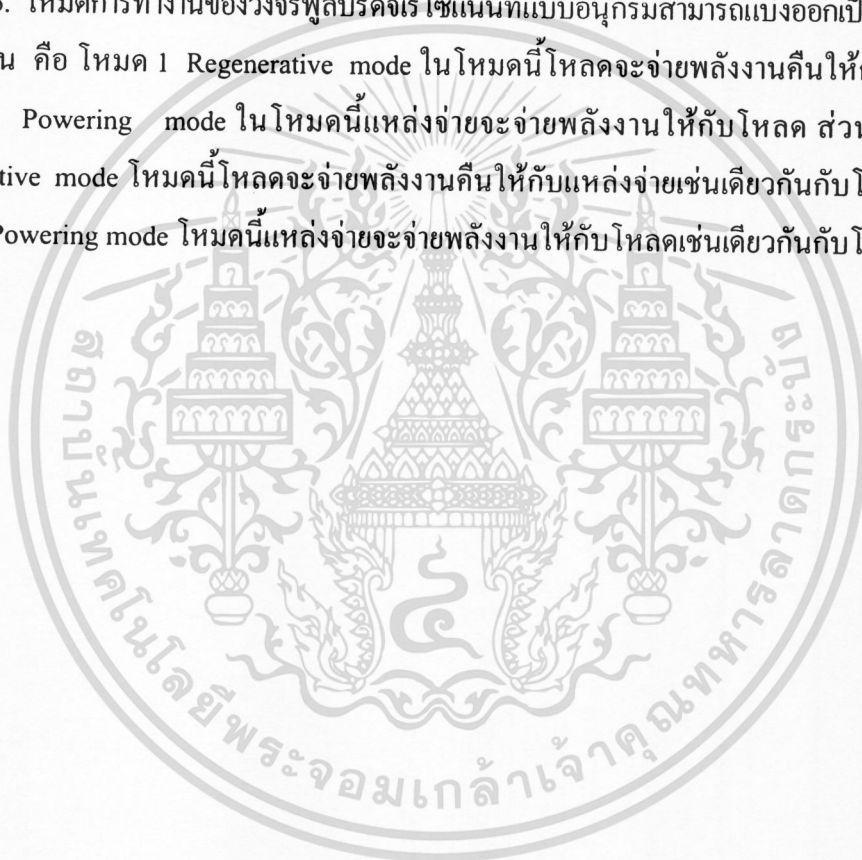 โหมดการทำงานของวงจรฟูลบริดจ์เรโซแนนท์แบบอนุกรมสามารถแบ่งออกเป็
น คือ โหมด 1 Regenerative mode ในโหมดนี้โหลดจะจ่ายพลังงานคืนให้
Powering mode ในโหมดนี้แหล่งจ่ายจะจ่ายพลังงานให้กับโหลด ส่วน
tive mode โหมดนี้โหลดจะจ่ายพลังงานคืนให้กับแหล่งจ่ายเช่นเดียวกันกับโ
Powering mode โหมดนี้แหล่งจ่ายจะจ่ายพลังงานให้กับโหลดเช่นเดียวกันกับโ
สถาบันเทคโนโลยีพระจอมเกล้าเจ้าคุณทหารลาดกระบัง